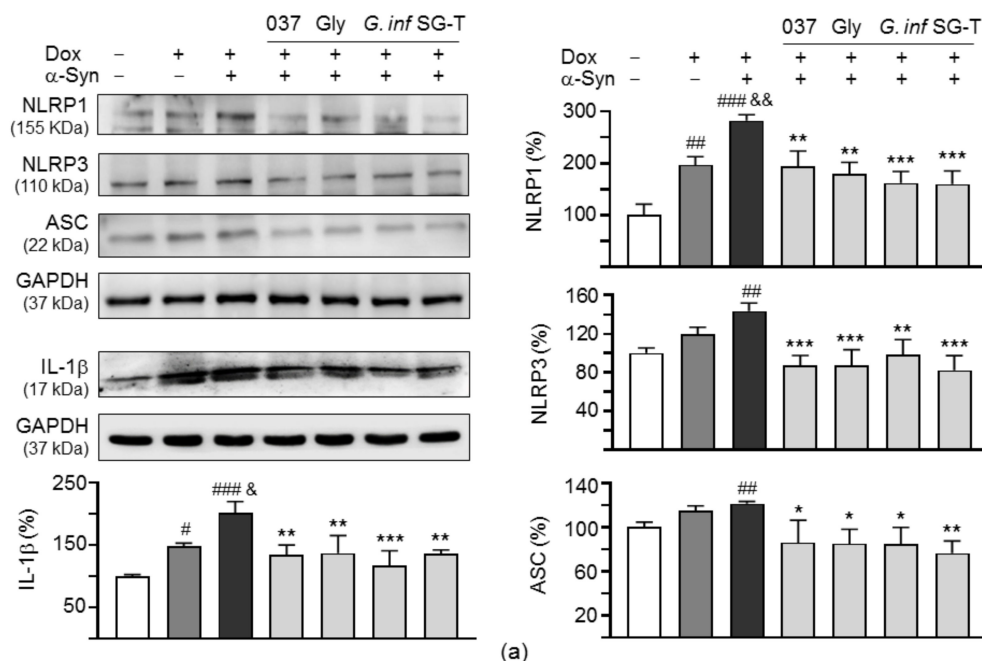 037 Gly G. inf SG-T
Dox – + + + + + +
α-Syn – – + + + + +
NLRP1
(155 KDa)
NLRP3
(110 kDa)
ASC
(22 kDa)
GAPDH
(37 kDa)
IL-1β
(17 kDa)
GAPDH
(37 kDa)
IL-1β (%)
250
150
50
#
### &
**
**
***
**
037 Gly G. inf SG-T
Dox – + + + + + +
α-Syn – – + + + + +
NLRP1 (%)
300
200
100
##
### &&
**
**
***
***
NLRP3 (%)
160
120
80
40
##
***
***
**
***
ASC (%)
140
100
60
20
##
*
*
*
**
(a)